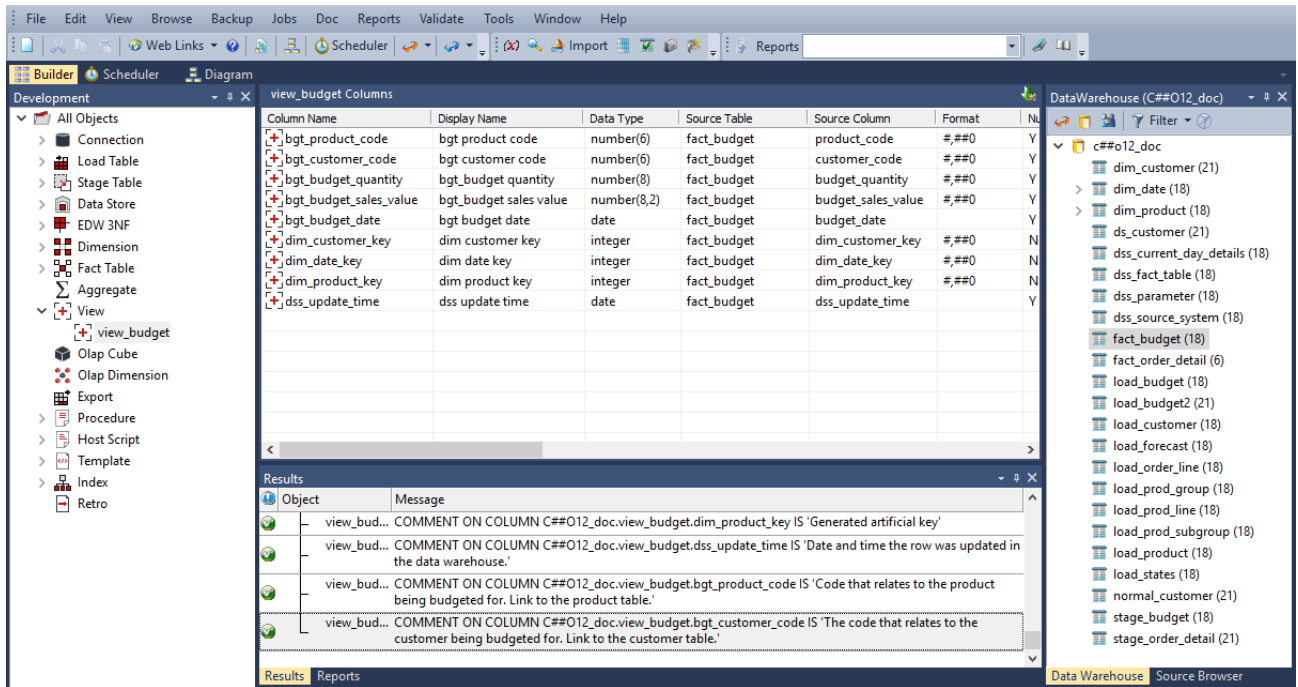 File Edit View Browse Backup Jobs Doc Reports Validate Tools Window Help
Web Links Scheduler Import Reports
Builder Scheduler Diagram
Development
All Objects
Connection
Load Table
Stage Table
Data Store
EDW 3NF
Dimension
Fact Table
Aggregate
View
view_budget
Olap Cube
Olap Dimension
Export
Procedure
Host Script
Template
Index
Retro
view_budget Columns
Column Name Display Name Data Type Source Table Source Column Format Nu
bgt_product_code bgt product code number(6) fact_budget product_code #,##0 Y
bgt_customer_code bgt customer code number(6) fact_budget customer_code #,##0 Y
bgt_budget_quantity bgt_budget quantity number(8) fact_budget budget_quantity #,##0 Y
bgt_budget_sales_value bgt_budget sales value number(8,2) fact_budget budget_sales_value #,##0 Y
bgt_budget_date bgt budget date date fact_budget budget_date Y
dim_customer_key dim customer key integer fact_budget dim_customer_key #,##0 N
dim_date_key dim date key integer fact_budget dim_date_key #,##0 N
dim_product_key dim product key integer fact_budget dim_product_key #,##0 N
dss_update_time dss update time date fact_budget dss_update_time Y
Results
Object Message
view_bud... COMMENT ON COLUMN C##O12_doc.view_budget.dim_product_key IS 'Generated artificial key'
view_bud... COMMENT ON COLUMN C##O12_doc.view_budget.dss_update_time IS 'Date and time the row was updated in
the data warehouse.'
view_bud... COMMENT ON COLUMN C##O12_doc.view_budget.bgt_product_code IS 'Code that relates to the product
being budgeted for. Link to the product table.'
view_bud... COMMENT ON COLUMN C##O12_doc.view_budget.bgt_customer_code IS 'The code that relates to the
customer being budgeted for. Link to the customer table.'
Results Reports
DataWarehouse (C##O12_doc)
Filter
c##o12_doc
dim_customer (21)
dim_date (18)
dim_product (18)
ds_customer (21)
dss_current_day_details (18)
dss_fact_table (18)
dss_parameter (18)
dss_source_system (18)
fact_budget (18)
fact_order_detail (6)
load_budget (18)
load_budget2 (21)
load_customer (18)
load_forecast (18)
load_order_line (18)
load_prod_group (18)
load_prod_line (18)
load_prod_subgroup (18)
load_product (18)
load_states (18)
normal_customer (21)
stage_budget (18)
stage_order_detail (21)
Data Warehouse Source Browser